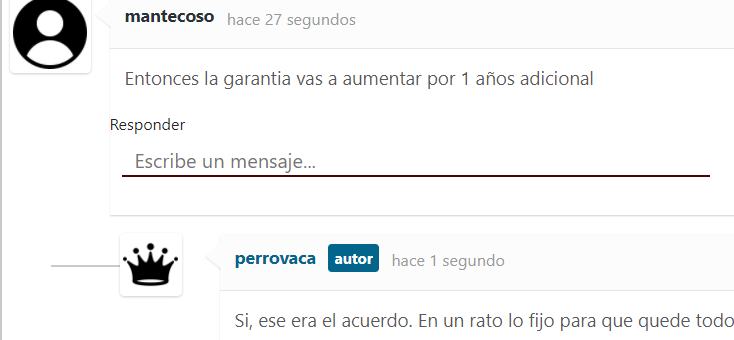 mantecoso hace 27 segundos
Entonces la garantia vas a aumentar por 1 años adicional
Responder
Escribe un mensaje...
perrovaca autor hace 1 segundo
Si, ese era el acuerdo. En un rato lo fijo para que quede todo